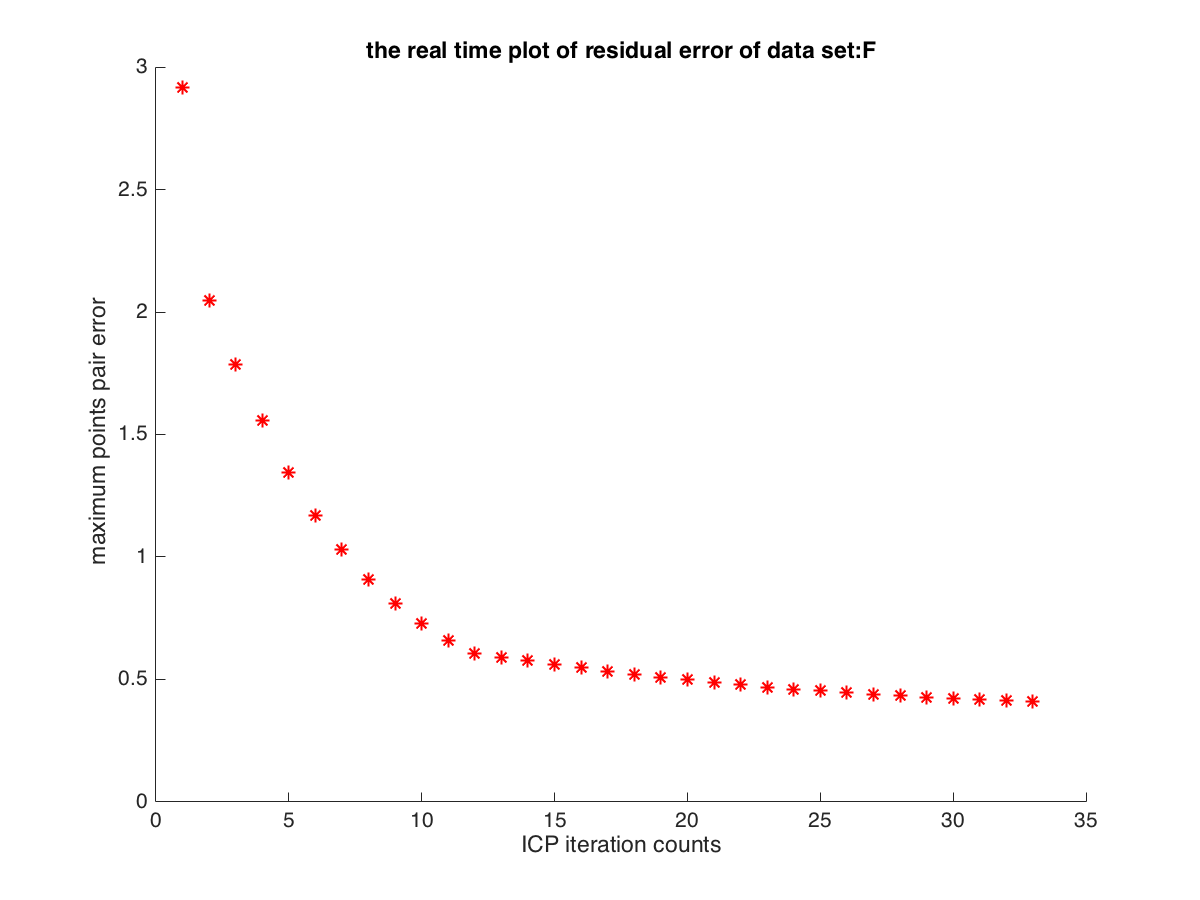 the real time plot of residual error of data set:F
3
2.5
2
1.5
1
0.5
0
maximum points pair error
0 5 10 15 20 25 30 35
ICP iteration counts